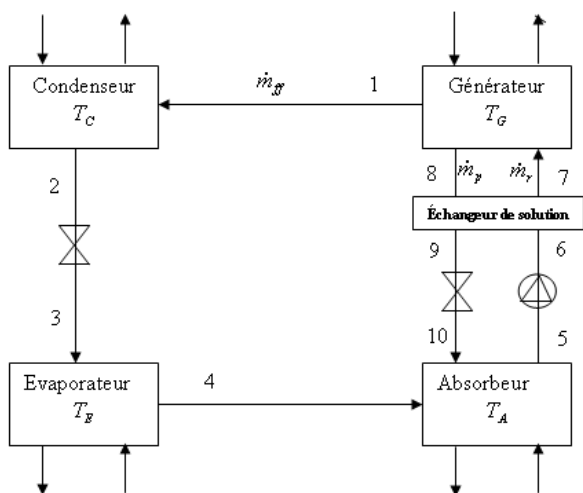 Condenseur
T_C
ṁ_ff
1
Générateur
T_G
2
8
ṁ_p
ṁ_r
7
Échangeur de solution
9
6
3
10
5
Evaporateur
T_E
4
Absorbeur
T_A